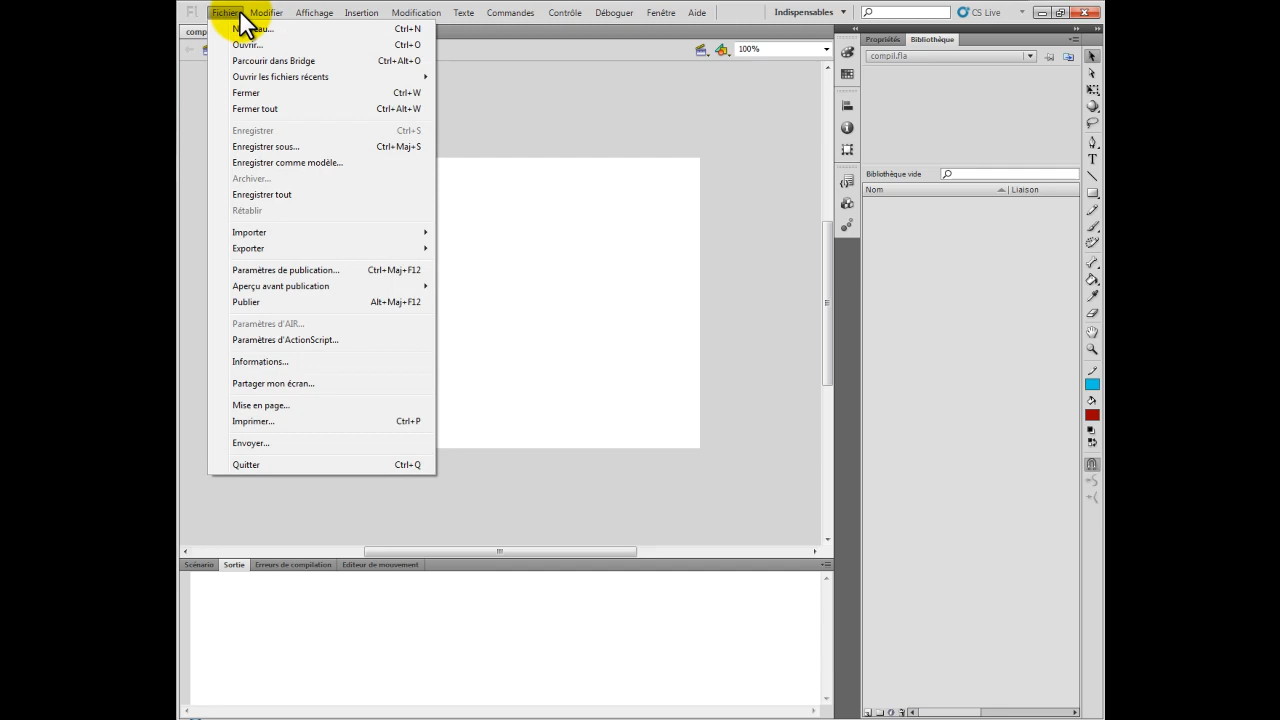 Fl Fichier Modifier Affichage Insertion Modification Texte Commandes Contrôle Déboguer Fenêtre Aide Indispensables CS Live
100%
Ctrl+N
Ouvrir... Ctrl+O
Parcourir dans Bridge Ctrl+Alt+O
Ouvrir les fichiers récents
Fermer Ctrl+W
Fermer tout Ctrl+Alt+W
Enregistrer Ctrl+S
Enregistrer sous... Ctrl+Maj+S
Enregistrer comme modèle...
Archiver...
Enregistrer tout
Rétablir
Importer
Exporter
Paramètres de publication... Ctrl+Maj+F12
Aperçu avant publication
Publier Alt+Maj+F12
Paramètres d'AIR...
Paramètres d'ActionScript...
Informations...
Partager mon écran...
Mise en page...
Imprimer... Ctrl+P
Envoyer...
Quitter Ctrl+Q
Propriétés Bibliothèque
compil.fla
Bibliothèque vide
Nom Liaison
Scénario Sortie Erreurs de compilation Editeur de mouvement